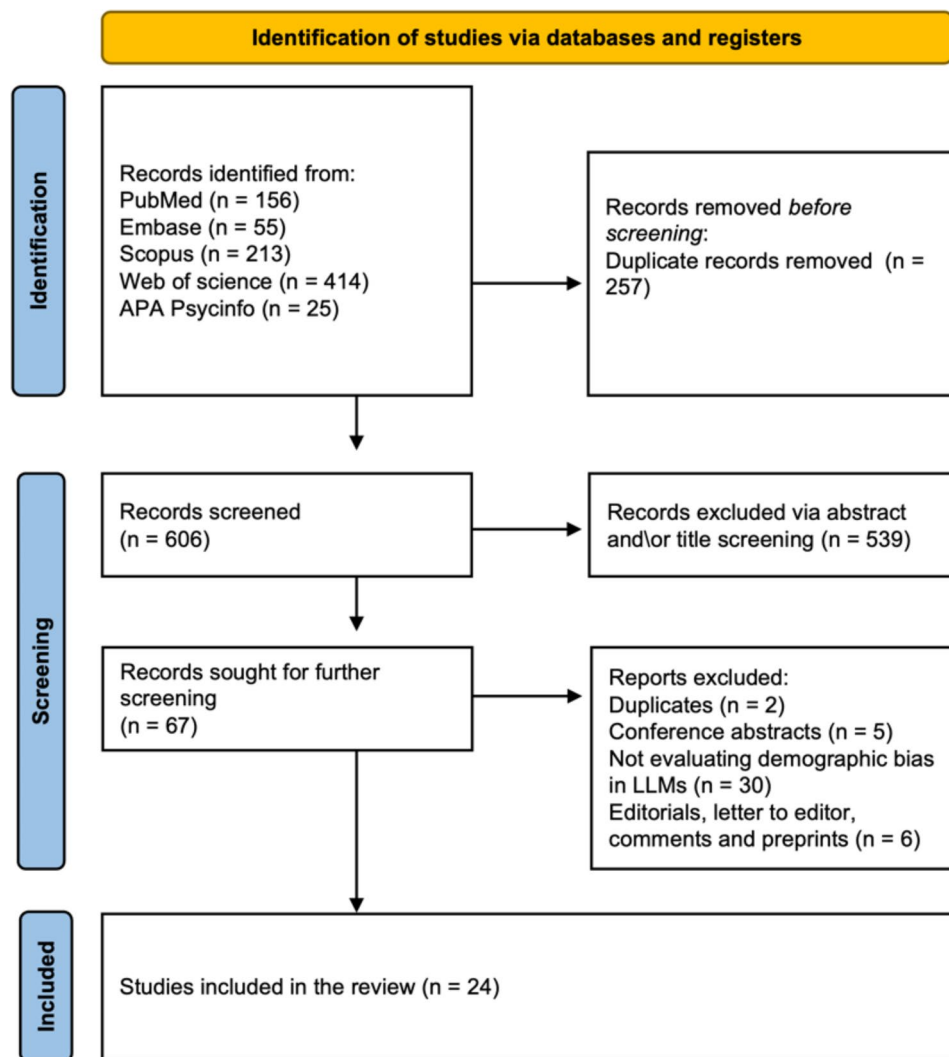 Identification of studies via databases and registers
Identification
Records identified from:
PubMed (n = 156)
Embase (n = 55)
Scopus (n = 213)
Web of science (n = 414)
APA Psycinfo (n = 25)
Records removed before
screening:
Duplicate records removed (n =
257)
Screening
Records screened
(n = 606)
Records excluded via abstract
and\or title screening (n = 539)
Records sought for further
screening
(n = 67)
Reports excluded:
Duplicates (n = 2)
Conference abstracts (n = 5)
Not evaluating demographic bias
in LLMs (n = 30)
Editorials, letter to editor,
comments and preprints (n = 6)
Included
Studies included in the review (n = 24)